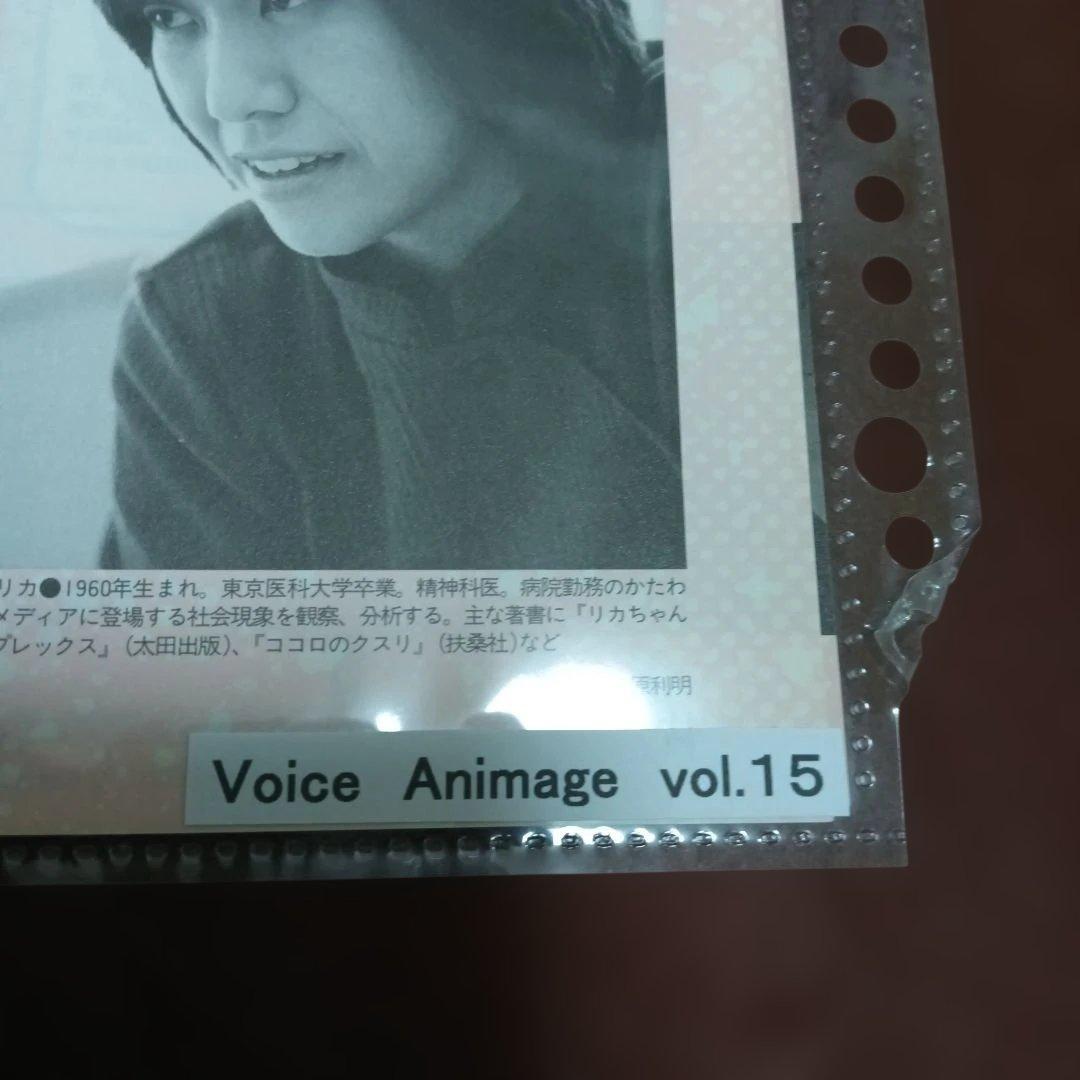 リカ●1960年生まれ。東京医科大学卒業。精神科医。病院勤務のかたわ
メディアに登場する社会現象を観察、分析する。主な著書に『リカちゃん
プレックス』(太田出版)、『ココロのクスリ』(扶桑社)など
原利明
Voice Animage vol.15